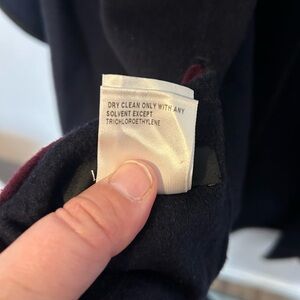 DRY CLEAN ONLY WITH ANY
SOLVENT EXCEPT
TRICHLOROETHYLENE